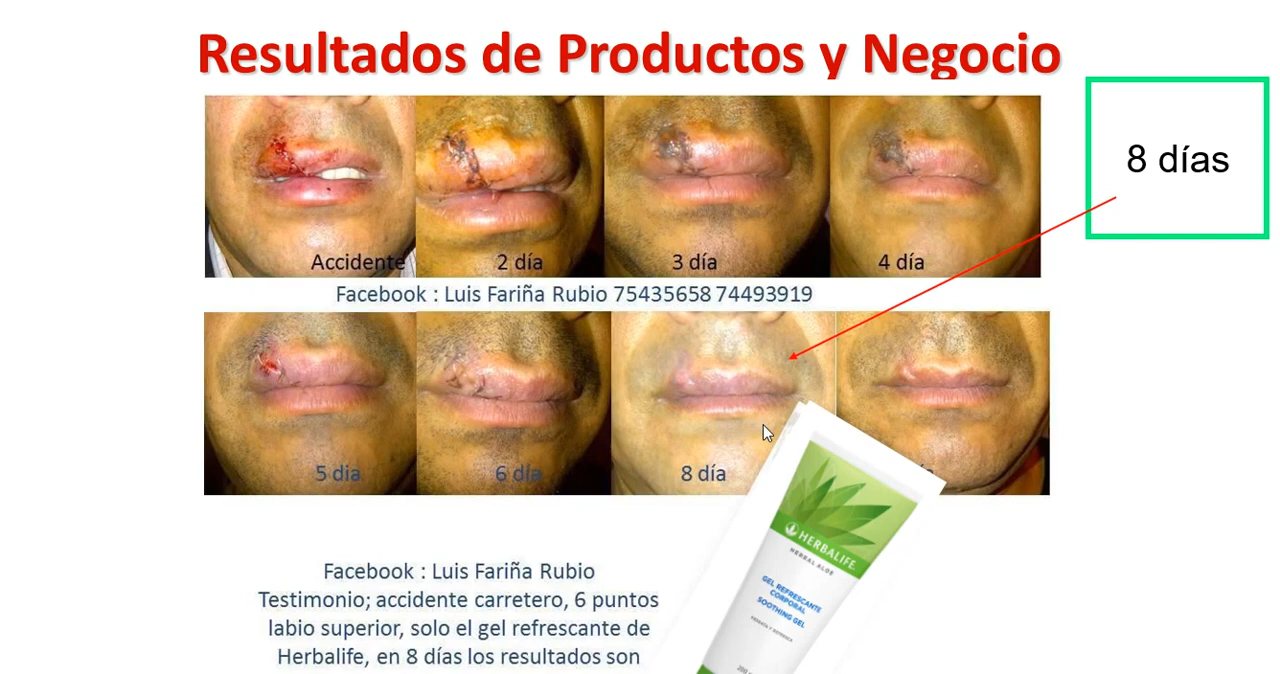 Resultados de Productos y Negocio
8 días
Accidente
2 día
3 día
4 día
Facebook : Luis Fariña Rubio 75435658 74493919
5 dia
6 día
8 día
HERBALIFE
HERBAL ALOE
GEL REFRESCANTE
CORPORAL
SOOTHING GEL
Facebook : Luis Fariña Rubio
Testimonio; accidente carretero, 6 puntos
labio superior, solo el gel refrescante de
Herbalife, en 8 días los resultados son